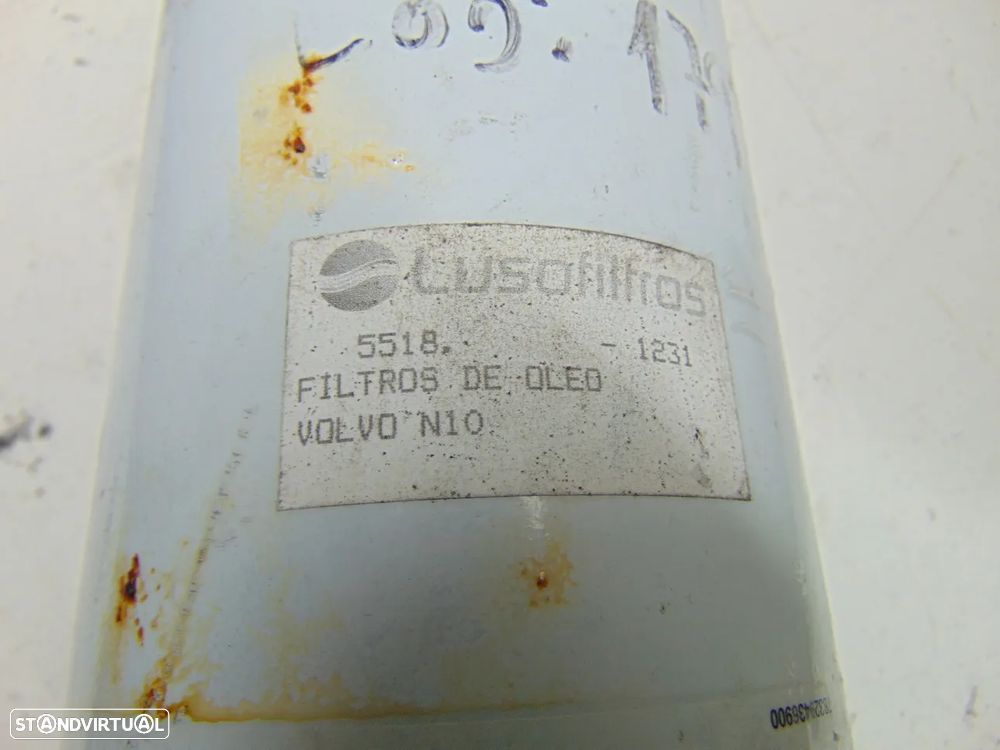 Lusofiltros
5518. - 1231
FILTROS DE OLEO
VOLVO N10
STANDVIRTUAL